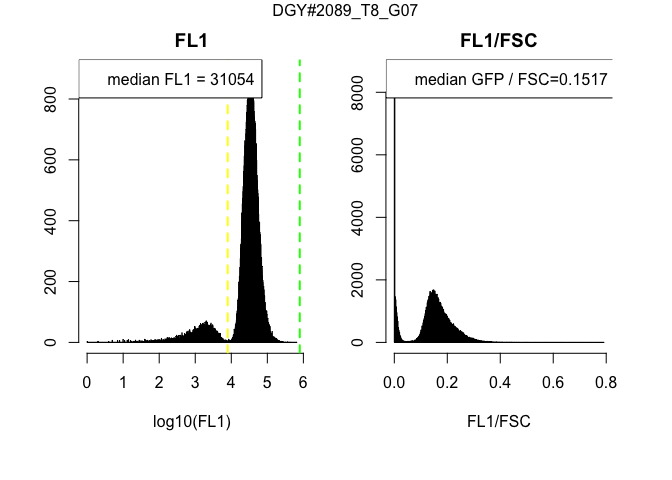 DGY#2089_T8_G07
FL1
FL1/FSC
median FL1 = 31054
median GFP / FSC=0.1517
800
600
400
200
0
8000
6000
4000
2000
0
0 1 2 3 4 5 6
0.0 0.2 0.4 0.6 0.8
log10(FL1)
FL1/FSC